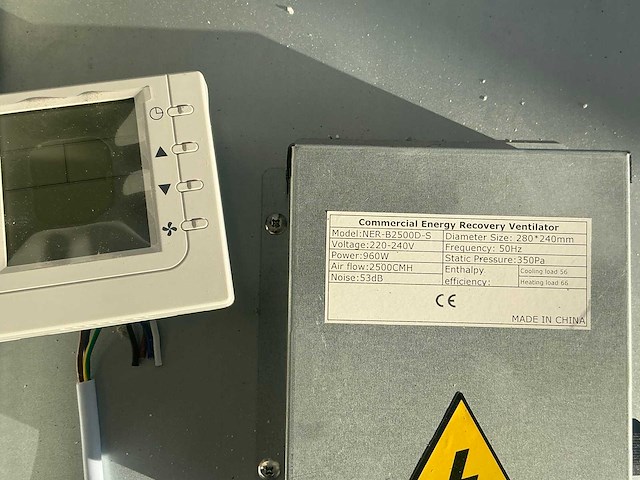 Commercial Energy Recovery Ventilator
Model:NER-B2500D-S Diameter Size: 280*240mm
Voltage:220-240V Frequency: 50Hz
Power:960W Static Pressure:350Pa
Air flow:2500CMH Enthalpy Cooling load 56
Noise:53dB efficiency: Heating load 66
CE
MADE IN CHINA